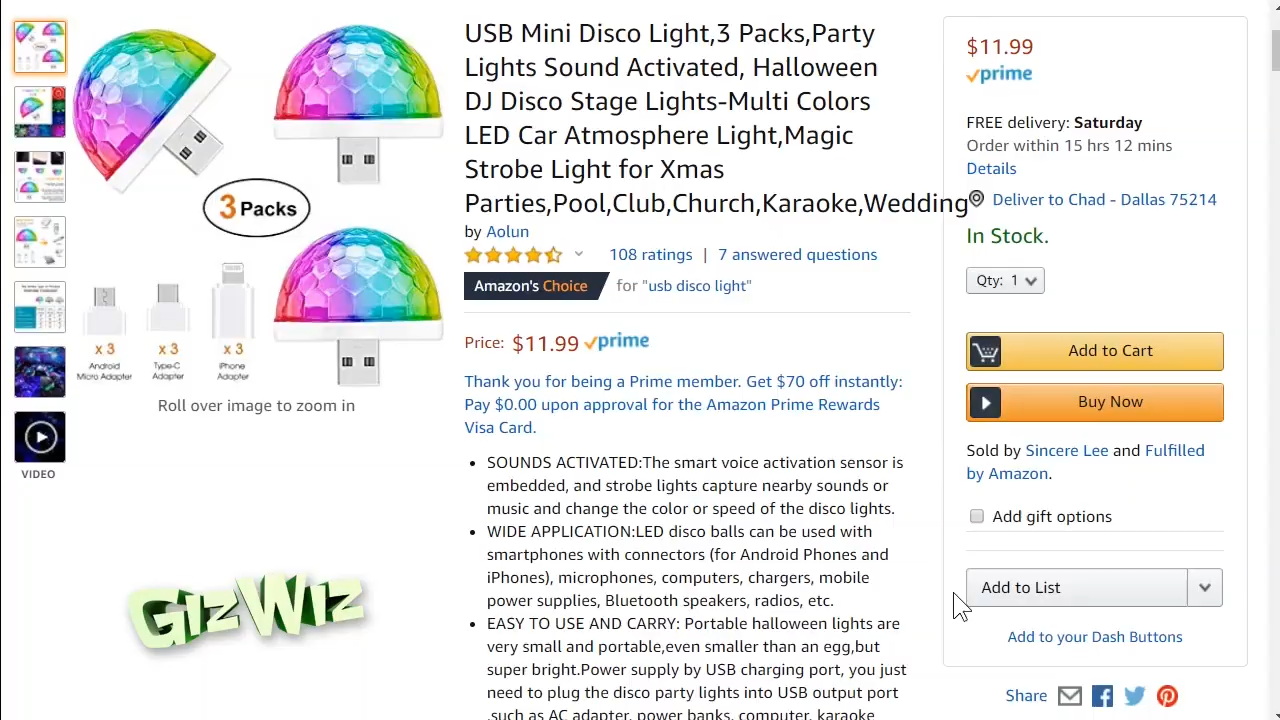 3 Packs
x 3
x 3
x 3
Android
Micro Adapter
Type-C
Adapter
iPhone
Adapter
Roll over image to zoom in
VIDEO
GizWiz
USB Mini Disco Light,3 Packs,Party
Lights Sound Activated, Halloween
DJ Disco Stage Lights-Multi Colors
LED Car Atmosphere Light,Magic
Strobe Light for Xmas
Parties,Pool,Club,Church,Karaoke,Wedding
by Aolun
108 ratings | 7 answered questions
Amazon's Choice for "usb disco light"
Price: $11.99 prime
Thank you for being a Prime member. Get $70 off instantly:
Pay $0.00 upon approval for the Amazon Prime Rewards
Visa Card.
• SOUNDS ACTIVATED:The smart voice activation sensor is
embedded, and strobe lights capture nearby sounds or
music and change the color or speed of the disco lights.
• WIDE APPLICATION:LED disco balls can be used with
smartphones with connectors (for Android Phones and
iPhones), microphones, computers, chargers, mobile
power supplies, Bluetooth speakers, radios, etc.
• EASY TO USE AND CARRY: Portable halloween lights are
very small and portable,even smaller than an egg,but
super bright.Power supply by USB charging port, you just
need to plug the disco party lights into USB output port
,such as AC adapter, power banks, computer, karaoke
$11.99
prime
FREE delivery: Saturday
Order within 15 hrs 12 mins
Details
Deliver to Chad - Dallas 75214
In Stock.
Qty: 1
Add to Cart
Buy Now
Sold by Sincere Lee and Fulfilled
by Amazon.
Add gift options
Add to List
Add to your Dash Buttons
Share